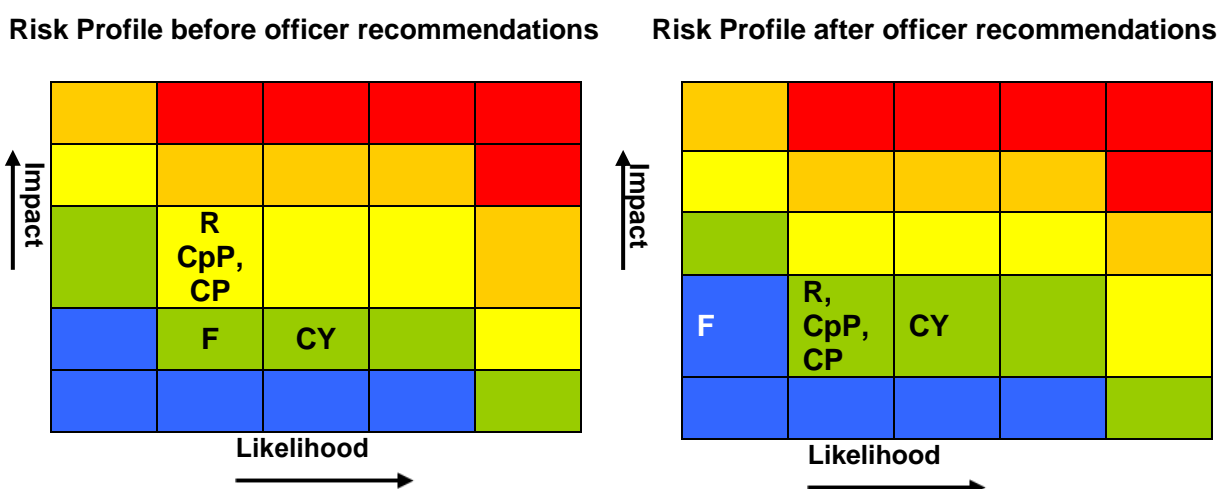 Risk Profile before officer recommendations
Impact
R
CpP,
CP
F CY
Likelihood
Risk Profile after officer recommendations
Impact
F
R,
CpP,
CP
CY
Likelihood